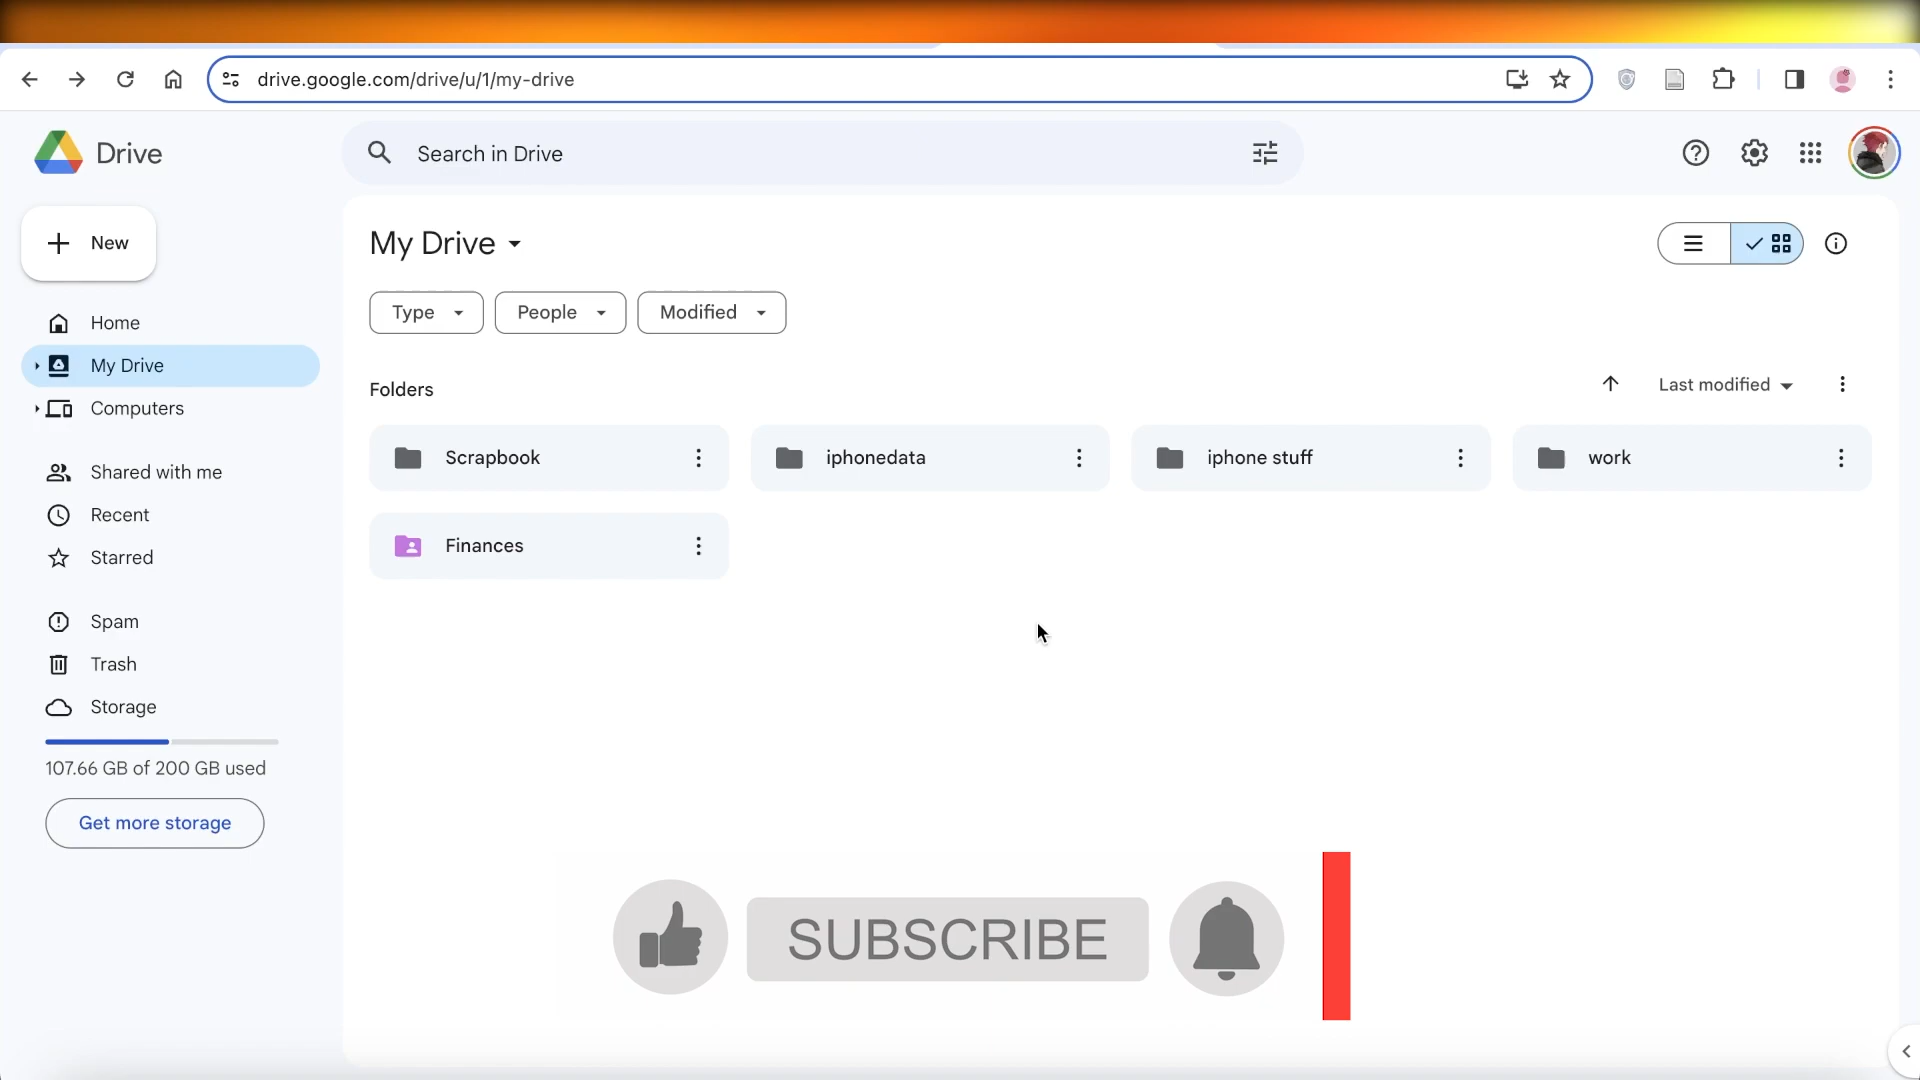 drive.google.com/drive/u/1/my-drive
Drive
Search in Drive
New
My Drive
Type
People
Modified
Home
My Drive
Computers
Shared with me
Recent
Starred
Spam
Trash
Storage
107.66 GB of 200 GB used
Get more storage
Folders
Last modified
Scrapbook
iphonedata
iphone stuff
work
Finances
SUBSCRIBE